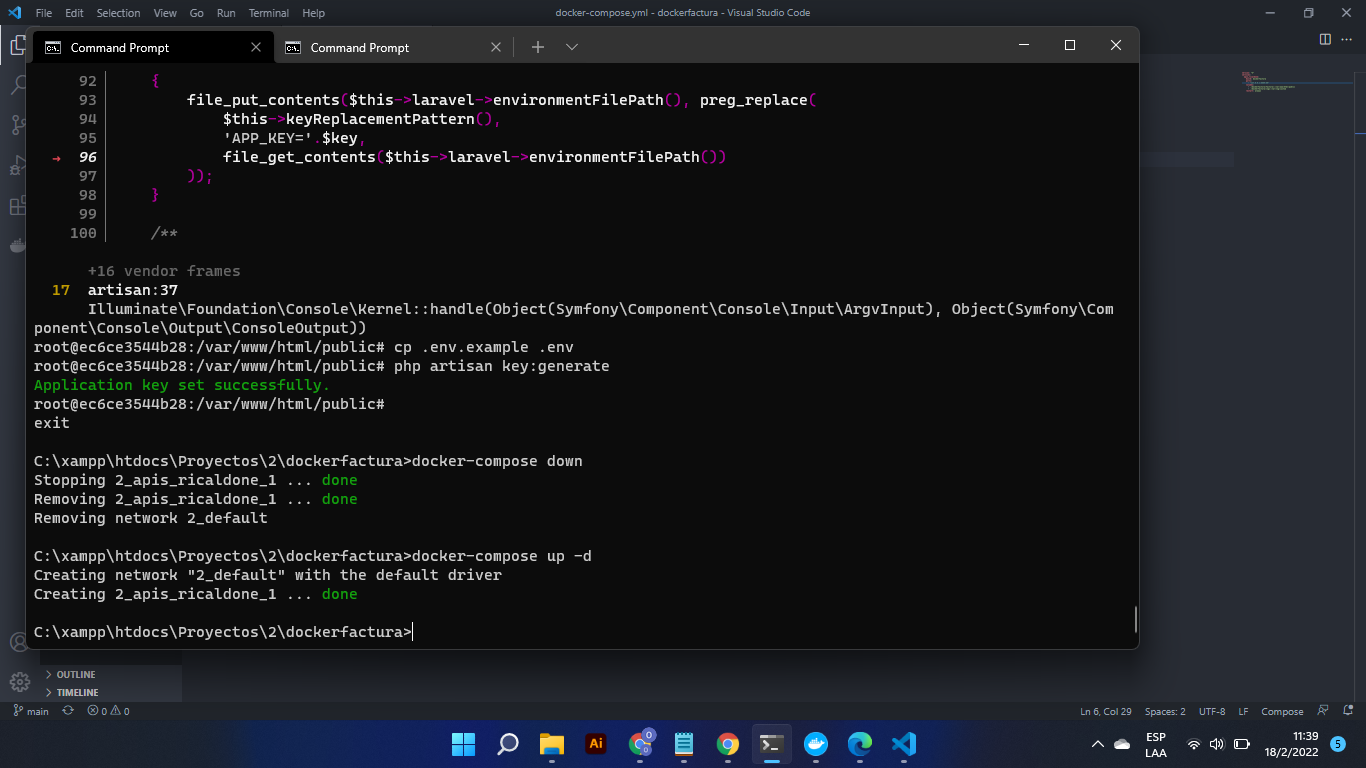 File Edit Selection View Go Run Terminal Help
docker-compose.yml - dockerfactura - Visual Studio Code
Command Prompt
Command Prompt
92 {
93 file_put_contents($this->laravel->environmentFilePath(), preg_replace(
94 $this->keyReplacementPattern(),
95 'APP_KEY='.$key,
➜ 96 file_get_contents($this->laravel->environmentFilePath())
97 ));
98 }
99
100 /**
+16 vendor frames
17 artisan:37
Illuminate\Foundation\Console\Kernel::handle(Object(Symfony\Component\Console\Input\ArgvInput), Object(Symfony\Com
ponent\Console\Output\ConsoleOutput))
root@ec6ce3544b28:/var/www/html/public# cp .env.example .env
root@ec6ce3544b28:/var/www/html/public# php artisan key:generate
Application key set successfully.
root@ec6ce3544b28:/var/www/html/public#
exit
C:\xampp\htdocs\Proyectos\2\dockerfactura>docker-compose down
Stopping 2_apis_ricaldone_1 ... done
Removing 2_apis_ricaldone_1 ... done
Removing network 2_default
C:\xampp\htdocs\Proyectos\2\dockerfactura>docker-compose up -d
Creating network "2_default" with the default driver
Creating 2_apis_ricaldone_1 ... done
C:\xampp\htdocs\Proyectos\2\dockerfactura>
OUTLINE
TIMELINE
main 0 0
Ln 6, Col 29 Spaces: 2 UTF-8 LF Compose
Ai
0
ESP
LAA
11:39
18/2/2022
5